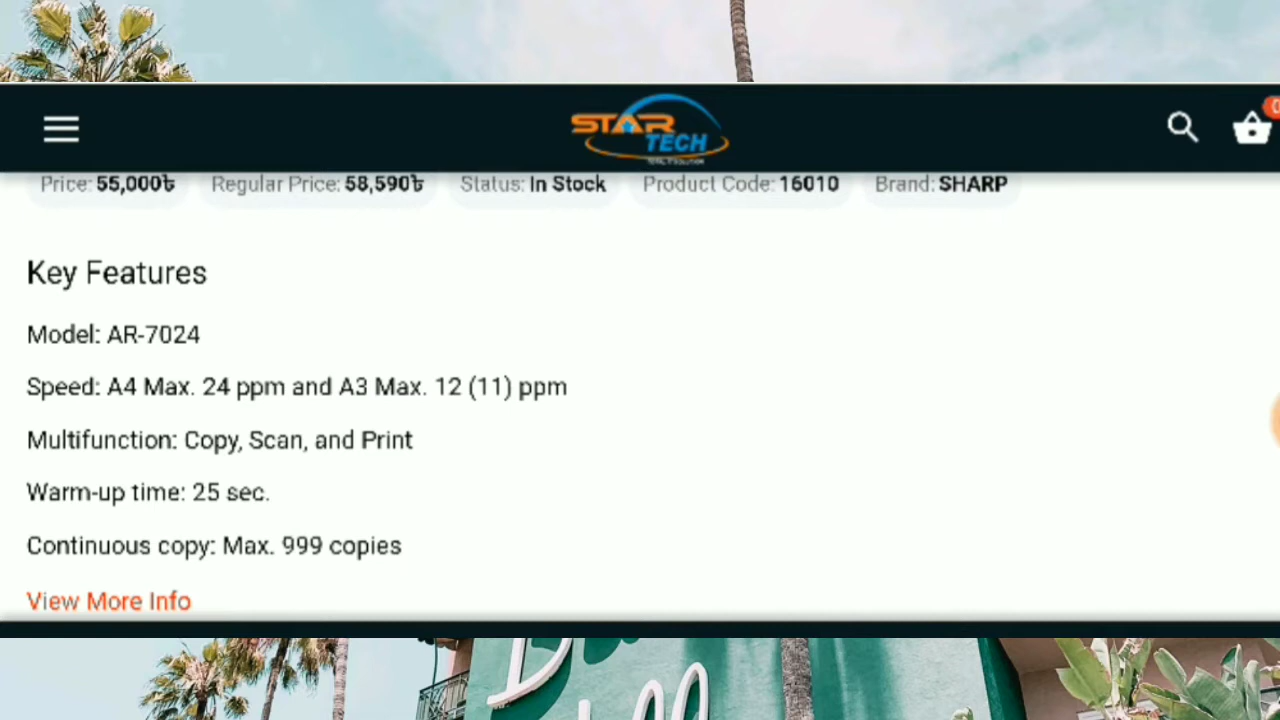 STAR
TECH
Price: 55,000৳ Regular Price: 58,590৳ Status: In Stock Product Code: 16010 Brand: SHARP
Key Features
Model: AR-7024
Speed: A4 Max. 24 ppm and A3 Max. 12 (11) ppm
Multifunction: Copy, Scan, and Print
Warm-up time: 25 sec.
Continuous copy: Max. 999 copies
View More Info